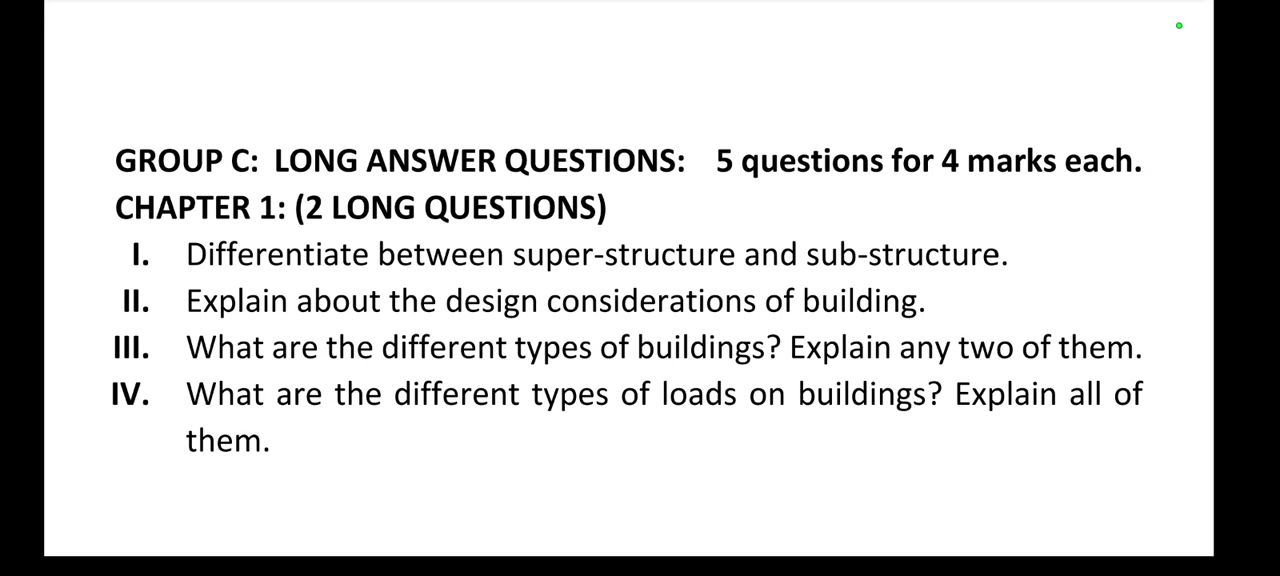 GROUP C: LONG ANSWER QUESTIONS: 5 questions for 4 marks each.
CHAPTER 1: (2 LONG QUESTIONS)
I. Differentiate between super-structure and sub-structure.
II. Explain about the design considerations of building.
III. What are the different types of buildings? Explain any two of them.
IV. What are the different types of loads on buildings? Explain all of
them.